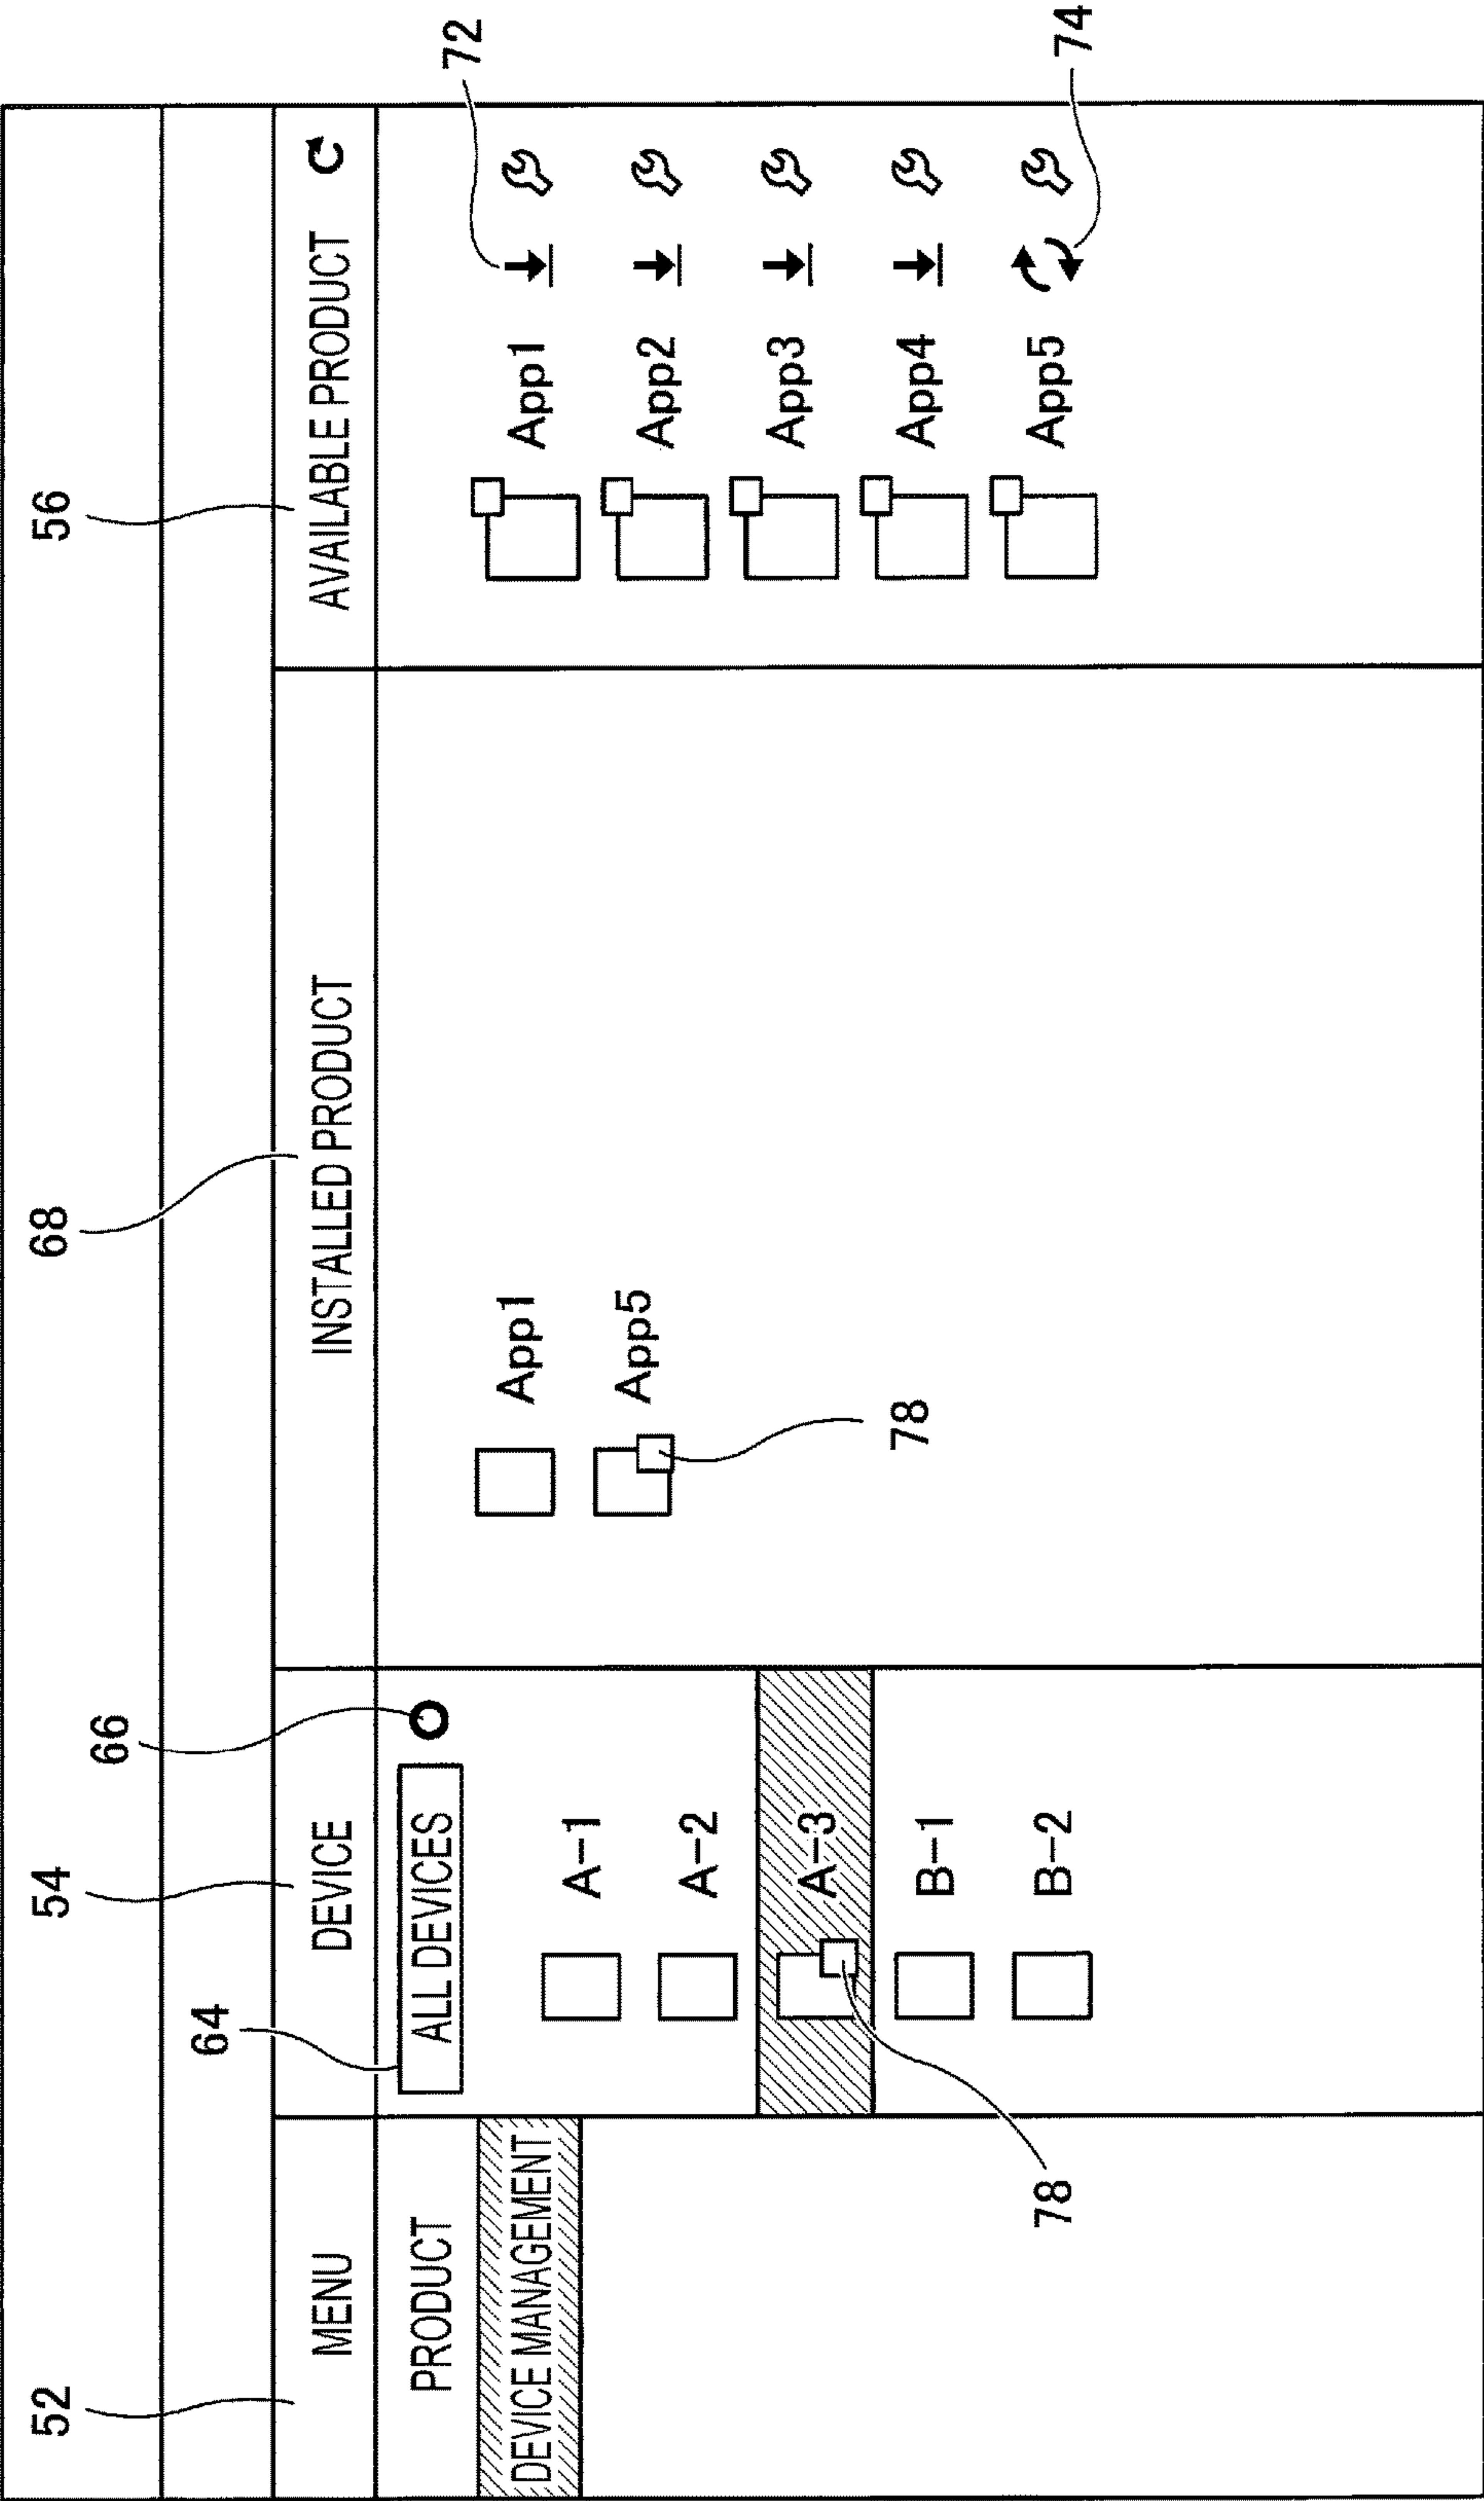 52
54
64
66
68
56
72
MENU
DEVICE
INSTALLED PRODUCT
AVAILABLE PRODUCT
PRODUCT
DEVICE MANAGEMENT
ALL DEVICES
A-1
A-2
A-3
B-1
B-2
78
App1
App5
78
App1
App2
App3
App4
App5
74